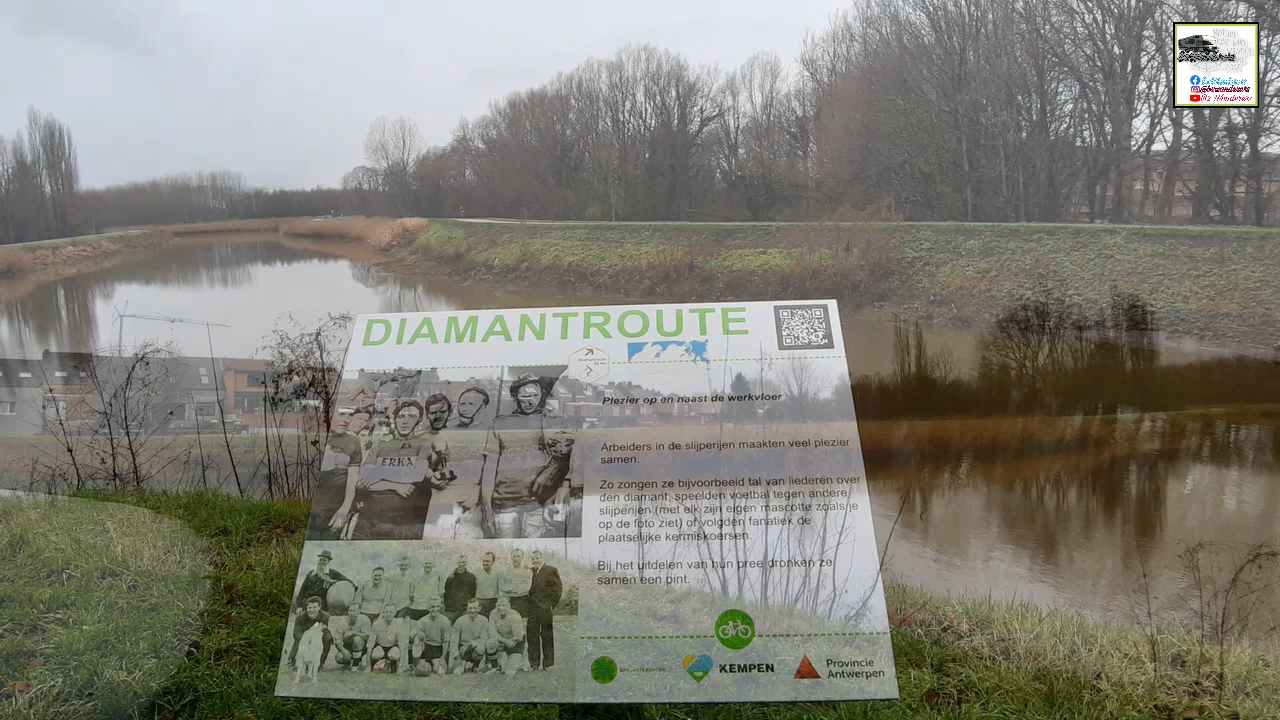 DIAMANTROUTE
Diamantroute
Plezier op en naast de werkvloer
Arbeiders in de slijperijen maakten veel plezier
samen.
Zo zongen ze bijvoorbeeld tal van liederen over
den diamant, speelden voetbal tegen andere
slijperijen (met elk zijn eigen mascotte zoals je
op de foto ziet) of volgden fanatiek de
plaatselijke kermiskoersen.
Bij het uitdelen van hun pree dronken ze
samen een pint.
ERKA
KEMPEN
Provincie
Antwerpen